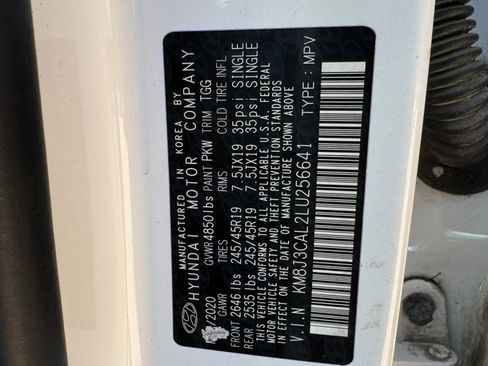 MANUFACTURED IN KOREA BY
HYUNDAI MOTOR COMPANY
/2020 GVWR 4850lbs PAINT PKW TRIM TGG
GAWR TIRES RIMS COLD TIRE INFL
FRONT 2646 lbs 245/45R19 7.5JX19 35psi SINGLE
REAR 2535 lbs 245/45R19 7.5JX19 35psi SINGLE
THIS VEHICLE CONFORMS TO ALL APPLICABLE U.S.A. FEDERAL
MOTOR VEHICLE SAFETY AND THEFT PREVENTION STANDARDS
IN EFFECT ON THE DATE OF MANUFACTURE SHOWN ABOVE
V.I.N KM8J3CAL2LU256641 TYPE : MPV